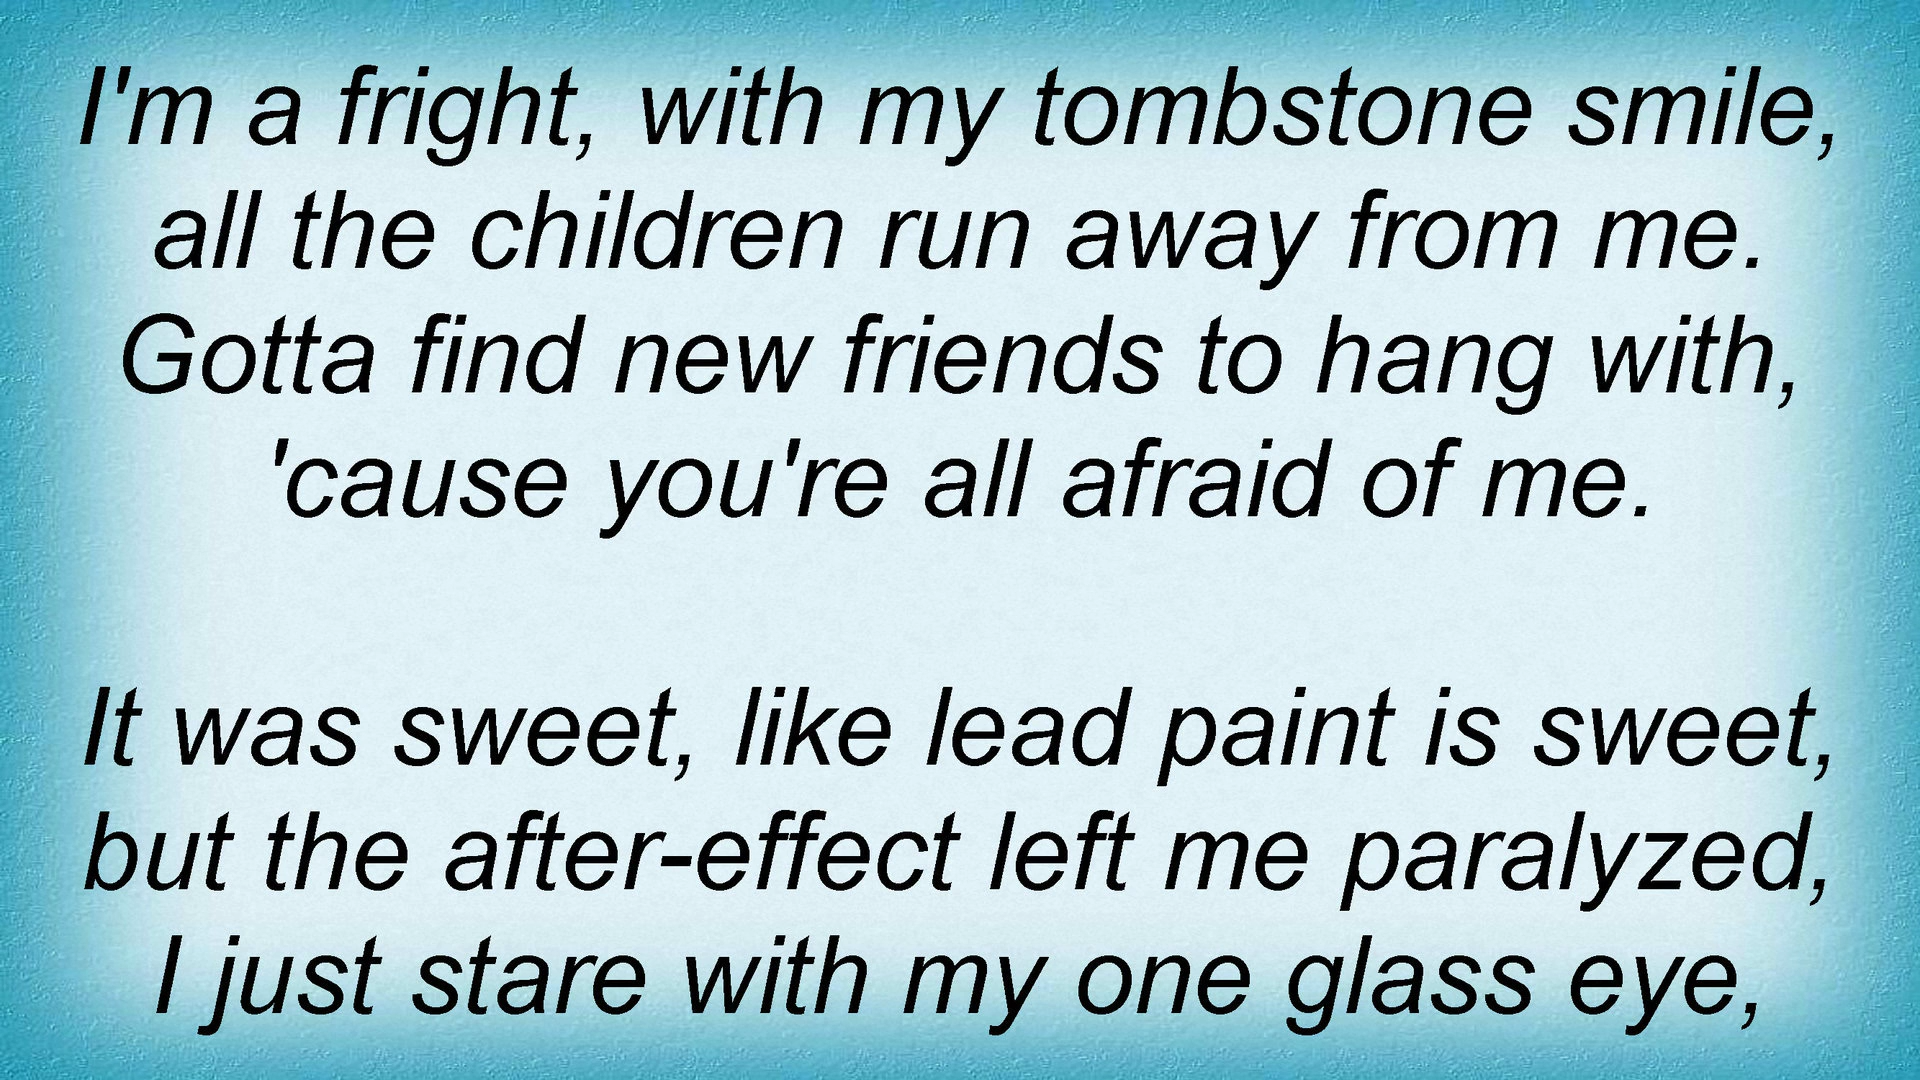 I'm a fright, with my tombstone smile,
all the children run away from me.
Gotta find new friends to hang with,
'cause you're all afraid of me.
It was sweet, like lead paint is sweet,
but the after-effect left me paralyzed,
I just stare with my one glass eye,